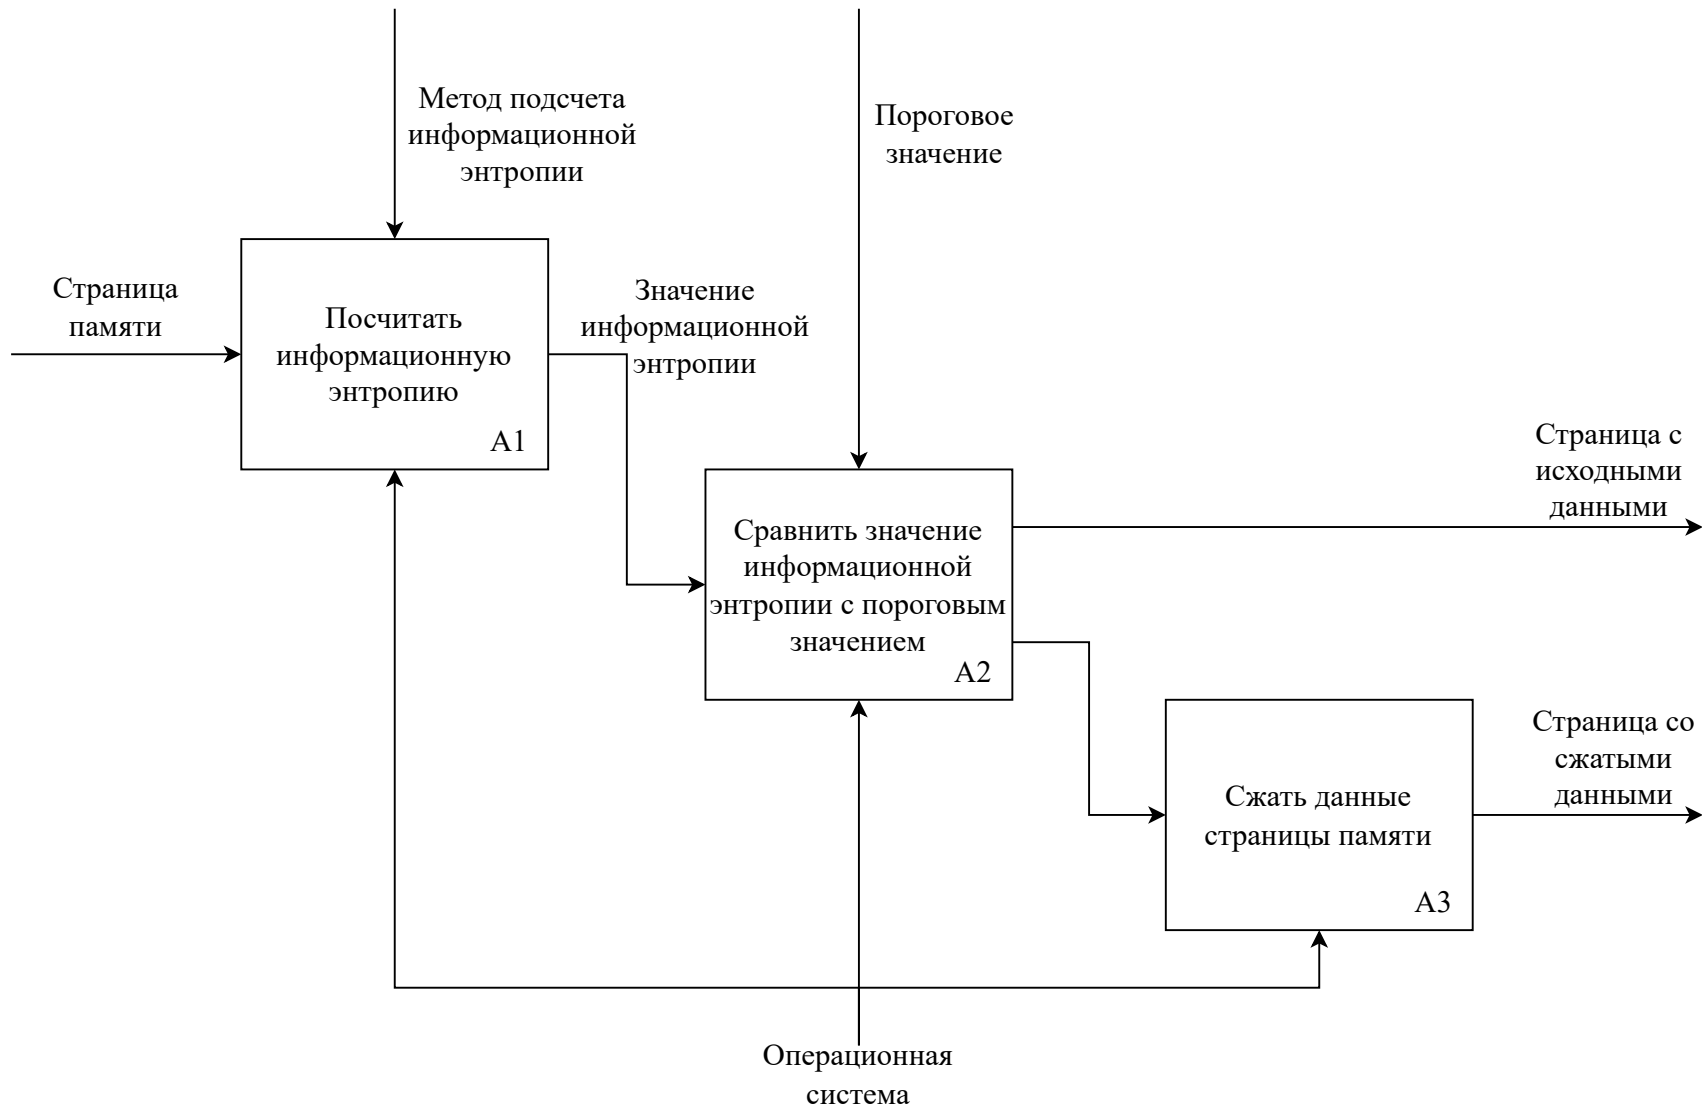 Метод подсчета
информационной
энтропии
Пороговое
значение
Страница
памяти
Посчитать
информационную
энтропию
A1
Значение
информационной
энтропии
Сравнить значение
информационной
энтропии с пороговым
значением
A2
Страница с
исходными
данными
Сжать данные
страницы памяти
A3
Страница со
сжатыми
данными
Операционная
система